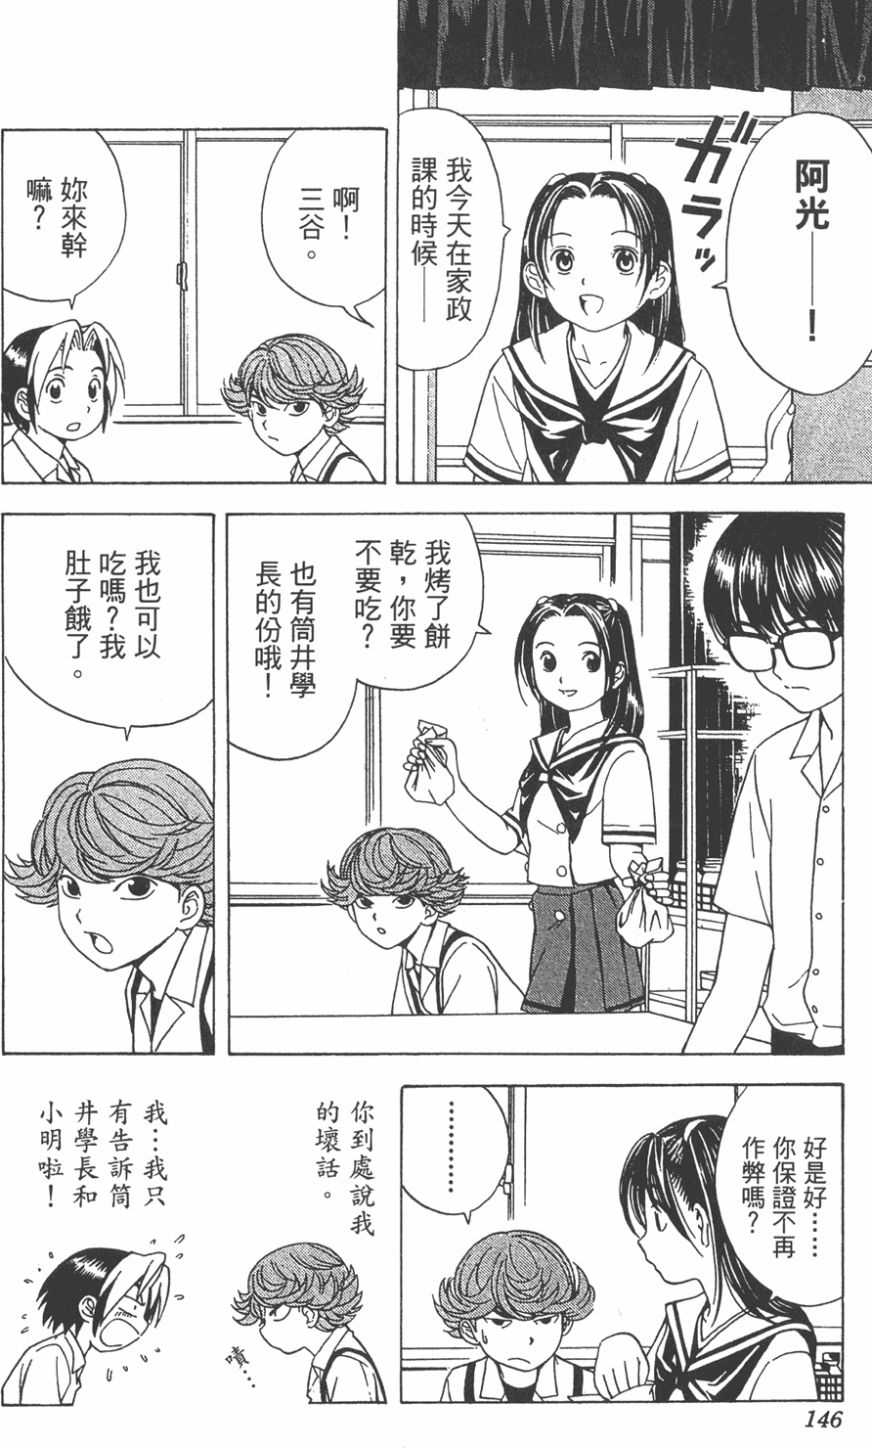 阿光——！
ガラッ
我今天在家政
課的時候——
啊！
三谷。
妳來幹
嘛？
我烤了餅
乾，你要
不要吃？
也有筒井學
長的份哦！
我也可以
吃嗎？我
肚子餓了。
好是好……
你保證不再
作弊嗎？
………
你到處說我
的壞話。
嘖…
我…我只
有告訴筒
井學長和
小明啦！
146